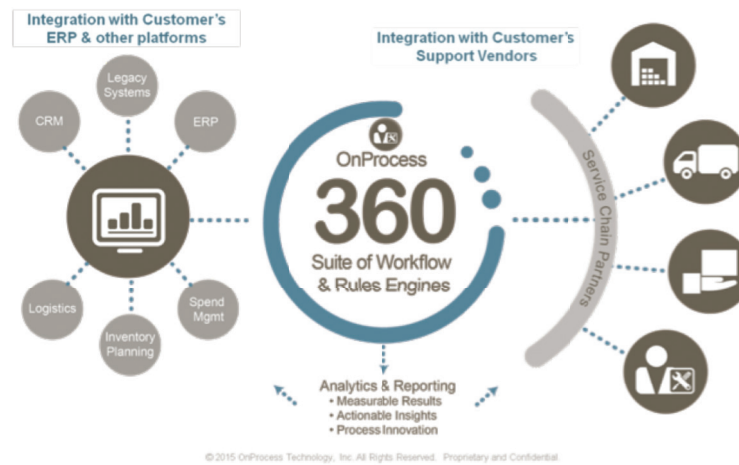 Integration with Customer's
ERP & other platforms
Integration with Customer's
Support Vendors
Legacy
Systems
CRM
ERP
Logistics
Inventory
Planning
Spend
Mgmt
OnProcess
360
Suite of Workflow
& Rules Engines
Service Chain Partners
Analytics & Reporting
• Measurable Results
• Actionable Insights
• Process Innovation
© 2015 OnProcess Technology, Inc. All Rights Reserved. Proprietary and Confidential